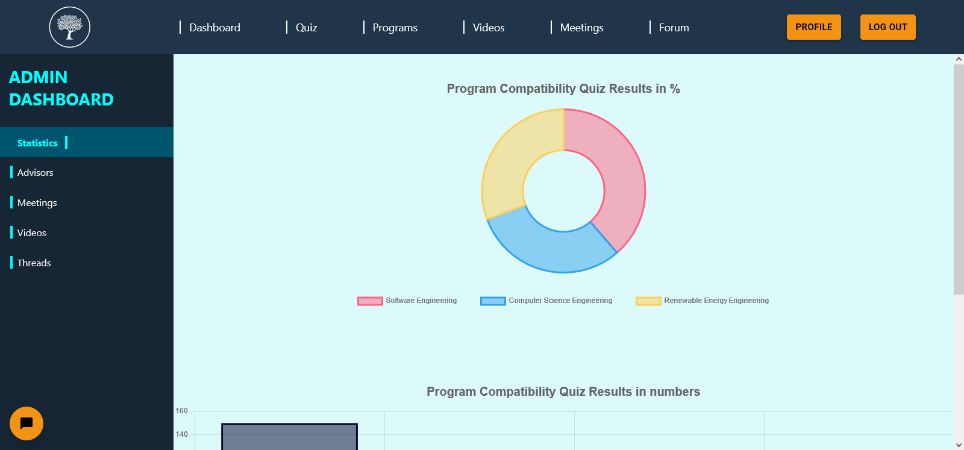 Dashboard
Quiz
Programs
Videos
Meetings
Forum
PROFILE
LOG OUT
ADMIN
DASHBOARD
Statistics
Advisors
Meetings
Videos
Threads
Program Compatibility Quiz Results in %
Software Engineering
Computer Science Engineering
Renewable Energy Engineering
Program Compatibility Quiz Results in numbers
160
140